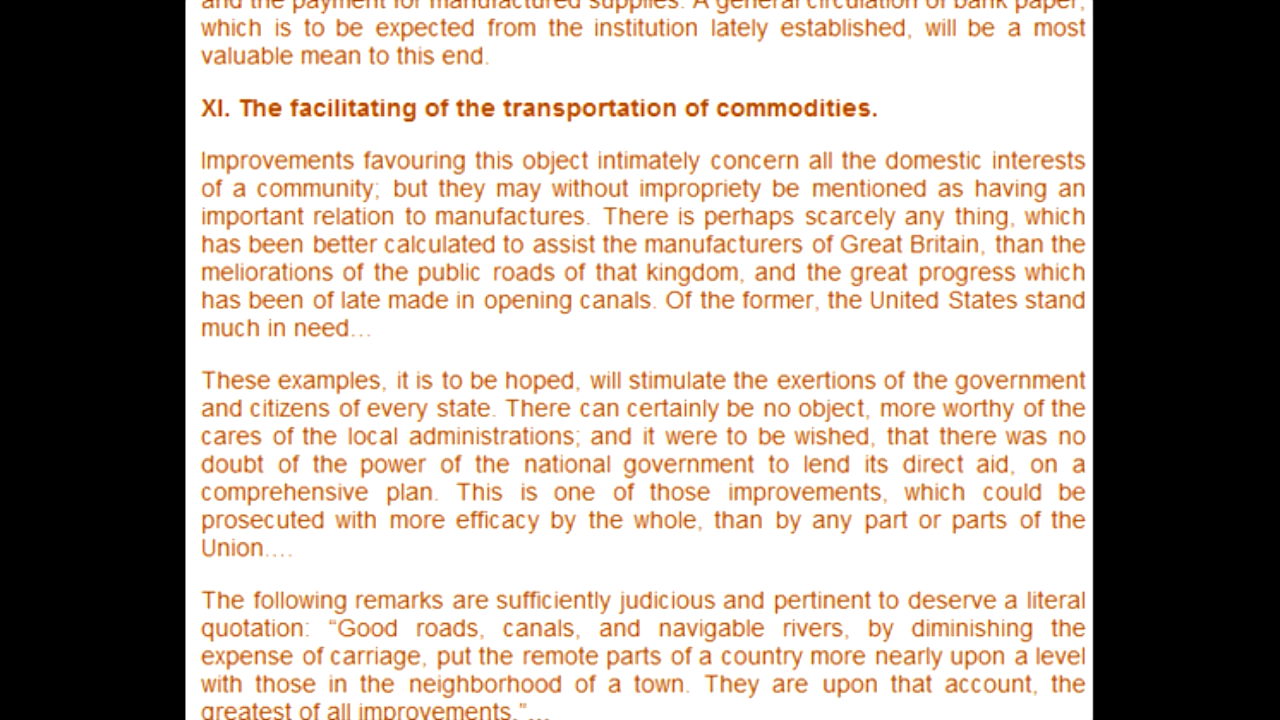 and the payment for manufactured supplies. A general circulation of bank paper,
which is to be expected from the institution lately established, will be a most
valuable mean to this end.
XI. The facilitating of the transportation of commodities.
Improvements favouring this object intimately concern all the domestic interests
of a community; but they may without impropriety be mentioned as having an
important relation to manufactures. There is perhaps scarcely any thing, which
has been better calculated to assist the manufacturers of Great Britain, than the
meliorations of the public roads of that kingdom, and the great progress which
has been of late made in opening canals. Of the former, the United States stand
much in need…
These examples, it is to be hoped, will stimulate the exertions of the government
and citizens of every state. There can certainly be no object, more worthy of the
cares of the local administrations; and it were to be wished, that there was no
doubt of the power of the national government to lend its direct aid, on a
comprehensive plan. This is one of those improvements, which could be
prosecuted with more efficacy by the whole, than by any part or parts of the
Union….
The following remarks are sufficiently judicious and pertinent to deserve a literal
quotation: “Good roads, canals, and navigable rivers, by diminishing the
expense of carriage, put the remote parts of a country more nearly upon a level
with those in the neighborhood of a town. They are upon that account, the
greatest of all improvements.”…